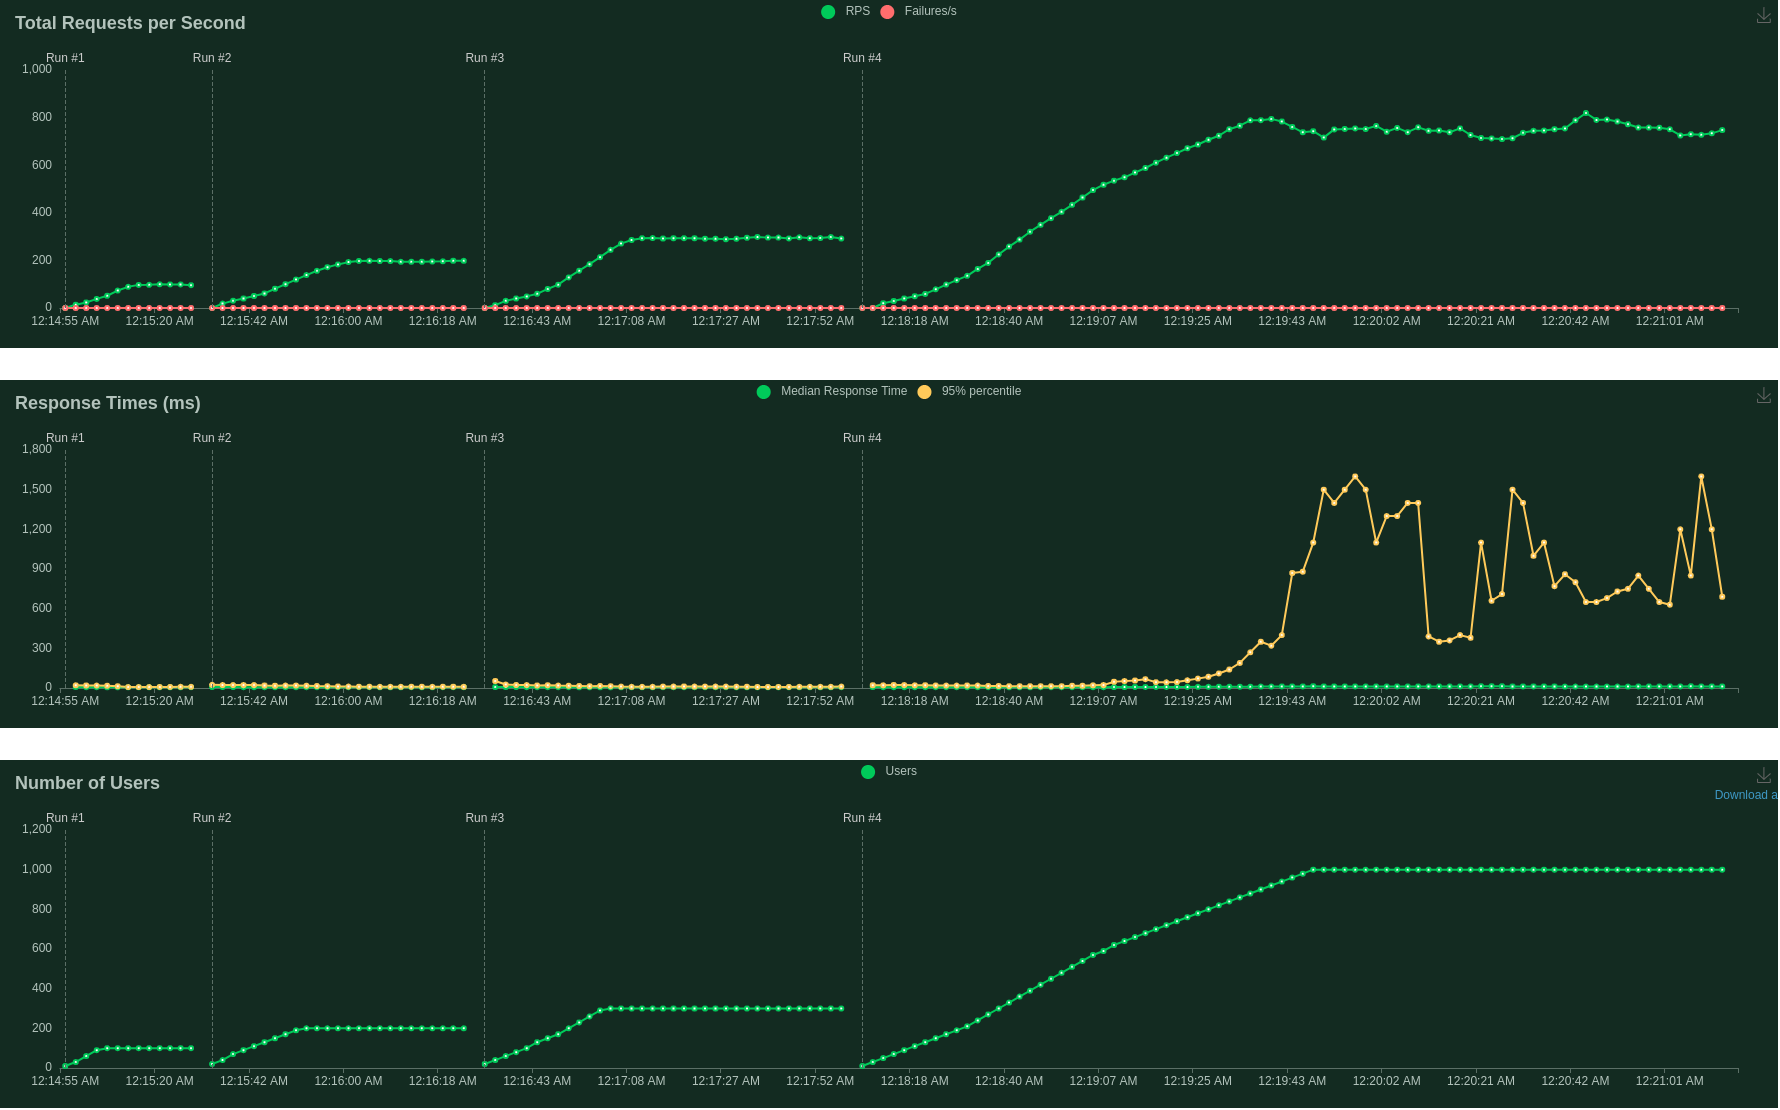 Total Requests per Second
RPS Failures/s
Run #1 Run #2 Run #3 Run #4
1,000
800
600
400
200
0
12:14:55 AM 12:15:20 AM 12:15:42 AM 12:16:00 AM 12:16:18 AM 12:16:43 AM 12:17:08 AM 12:17:27 AM 12:17:52 AM 12:18:18 AM 12:18:40 AM 12:19:07 AM 12:19:25 AM 12:19:43 AM 12:20:02 AM 12:20:21 AM 12:20:42 AM 12:21:01 AM
Response Times (ms)
Median Response Time 95% percentile
Run #1 Run #2 Run #3 Run #4
1,800
1,500
1,200
900
600
300
0
12:14:55 AM 12:15:20 AM 12:15:42 AM 12:16:00 AM 12:16:18 AM 12:16:43 AM 12:17:08 AM 12:17:27 AM 12:17:52 AM 12:18:18 AM 12:18:40 AM 12:19:07 AM 12:19:25 AM 12:19:43 AM 12:20:02 AM 12:20:21 AM 12:20:42 AM 12:21:01 AM
Number of Users
Users
Download a
Run #1 Run #2 Run #3 Run #4
1,200
1,000
800
600
400
200
0
12:14:55 AM 12:15:20 AM 12:15:42 AM 12:16:00 AM 12:16:18 AM 12:16:43 AM 12:17:08 AM 12:17:27 AM 12:17:52 AM 12:18:18 AM 12:18:40 AM 12:19:07 AM 12:19:25 AM 12:19:43 AM 12:20:02 AM 12:20:21 AM 12:20:42 AM 12:21:01 AM